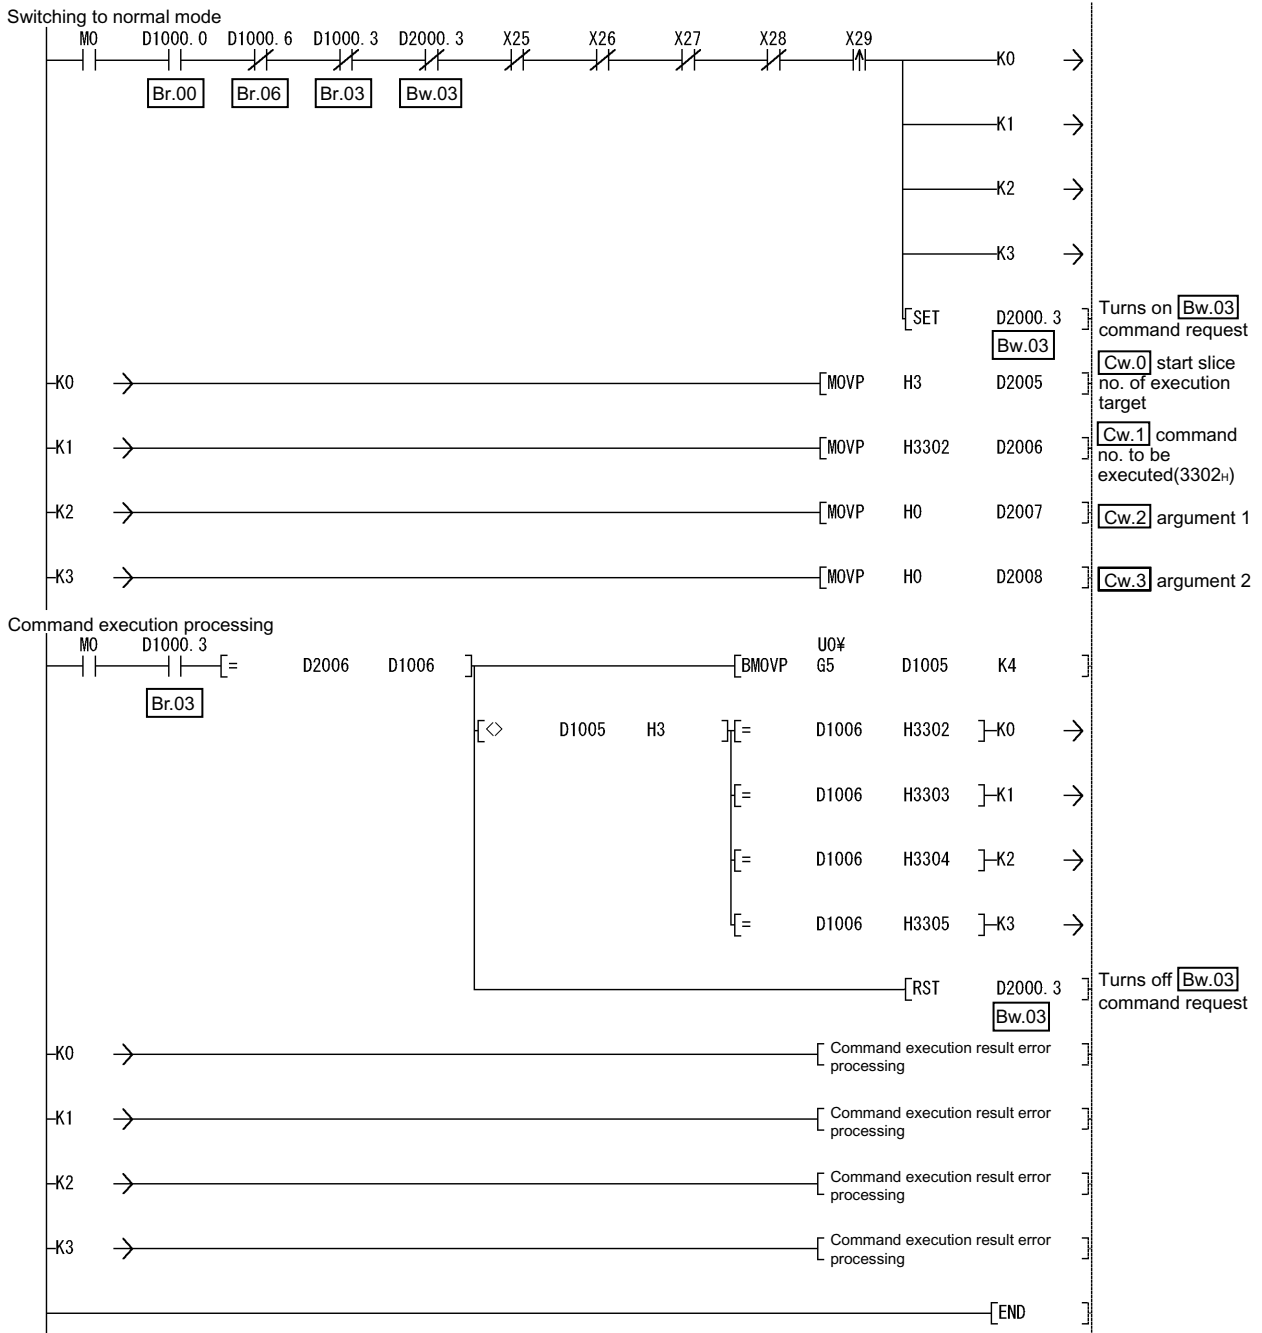 Switching to normal mode
M0 D1000. 0 D1000. 6 D1000. 3 D2000. 3 X25 X26 X27 X28 X29
K0
Br.00 Br.06 Br.03 Bw.03
K1
K2
K3
SET D2000. 3
Bw.03
Turns on Bw.03
command request
K0 MOVP H3 D2005
Cw.0 start slice
no. of execution
target
K1 MOVP H3302 D2006
Cw.1 command
no. to be
executed(3302H)
K2 MOVP H0 D2007
Cw.2 argument 1
K3 MOVP H0 D2008
Cw.3 argument 2
Command execution processing
M0 D1000. 3 U0¥
= D2006 D1006 BMOVP G5 D1005 K4
Br.03
<> D1005 H3 = D1006 H3302 K0
= D1006 H3303 K1
= D1006 H3304 K2
= D1006 H3305 K3
RST D2000. 3
Bw.03
Turns off Bw.03
command request
K0 Command execution result error
processing
K1 Command execution result error
processing
K2 Command execution result error
processing
K3 Command execution result error
processing
END